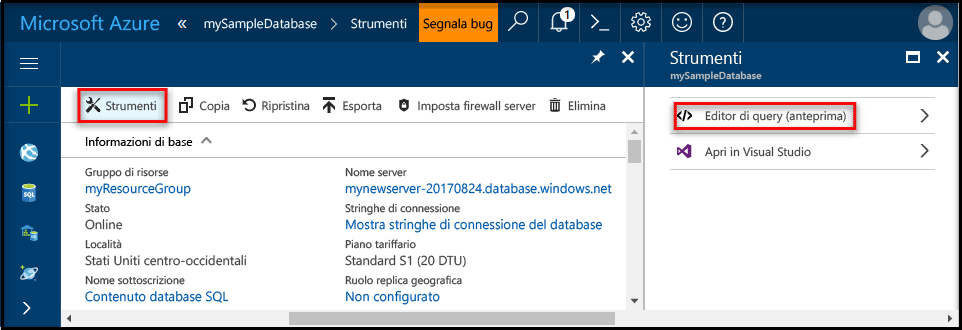 Microsoft Azure « mySampleDatabase > Strumenti Segnala bug 1
Strumenti
mySampleDatabase
Strumenti Copia Ripristina Esporta Imposta firewall server Elimina
Editor di query (anteprima)
Apri in Visual Studio
Informazioni di base
Gruppo di risorse
myResourceGroup
Stato
Online
Località
Stati Uniti centro-occidentali
Nome sottoscrizione
Contenuto database SQL
Nome server
mynewserver-20170824.database.windows.net
Stringhe di connessione
Mostra stringhe di connessione del database
Piano tariffario
Standard S1 (20 DTU)
Ruolo replica geografica
Non configurato
SQL